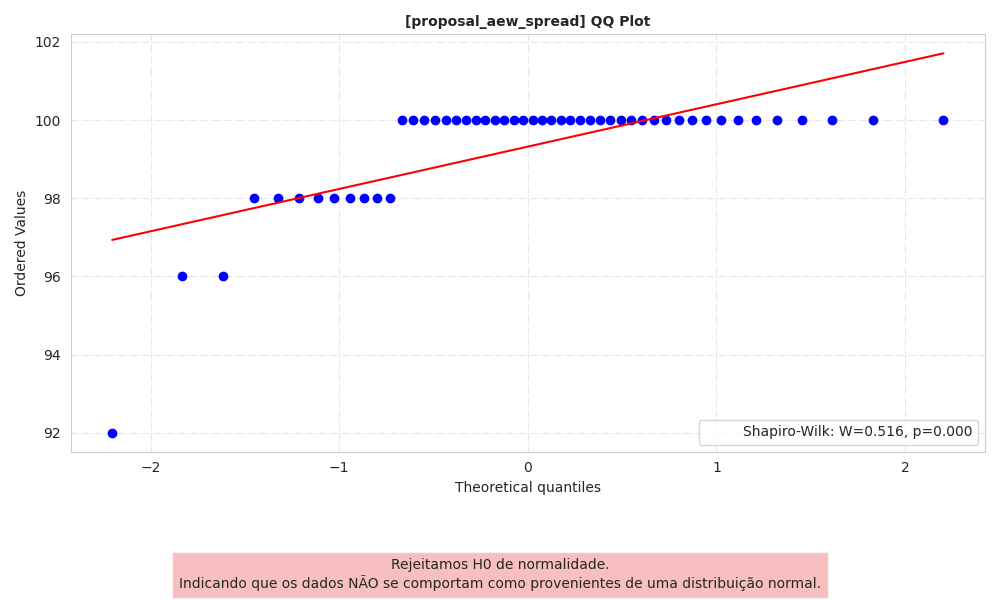 [proposal_aew_spread] QQ Plot
102
100
98
96
94
92
Ordered Values
Shapiro-Wilk: W=0.516, p=0.000
−2
−1
0
1
2
Theoretical quantiles
Rejeitamos H0 de normalidade.
Indicando que os dados NÃO se comportam como provenientes de uma distribuição normal.